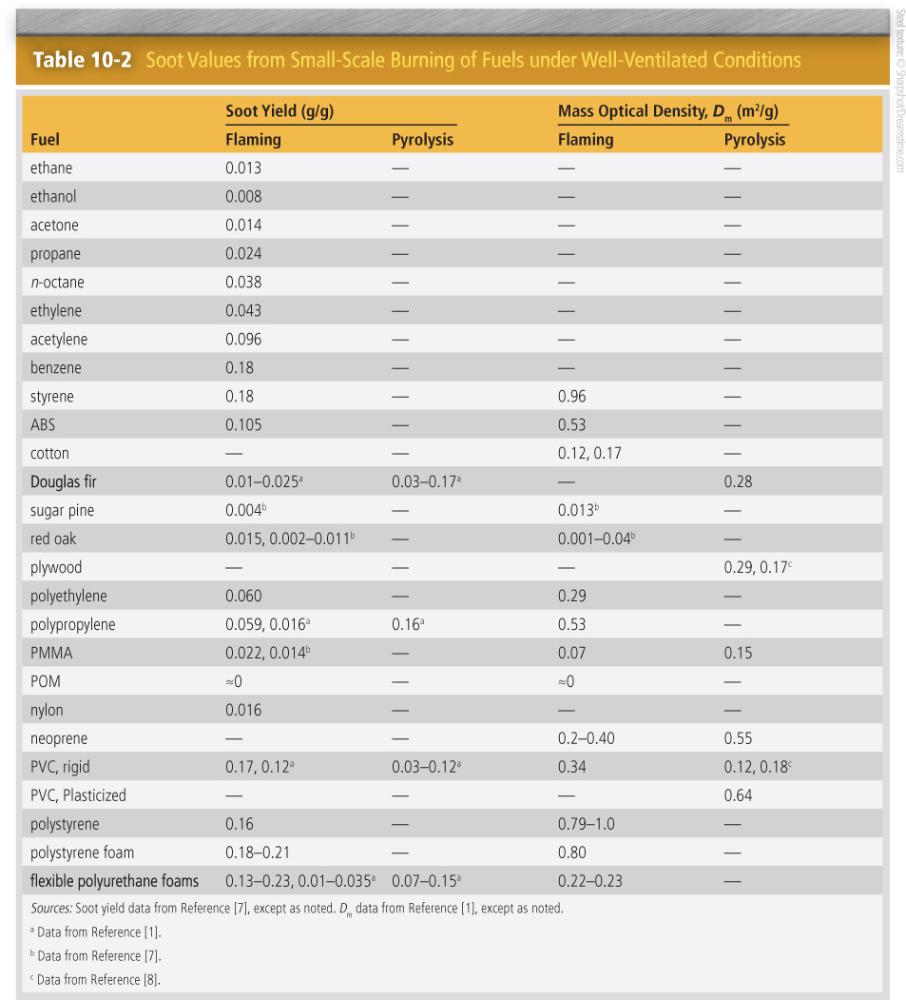 Table 10-2 Soot Values from Small-Scale Burning of Fuels under Well-Ventilated Conditions
Steel texture: © Sharpshot/Dreamstime.com
Soot Yield (g/g) Mass Optical Density, Dm (m²/g)
Fuel Flaming Pyrolysis Flaming Pyrolysis
ethane 0.013 — — —
ethanol 0.008 — — —
acetone 0.014 — — —
propane 0.024 — — —
n-octane 0.038 — — —
ethylene 0.043 — — —
acetylene 0.096 — — —
benzene 0.18 — — —
styrene 0.18 — 0.96 —
ABS 0.105 — 0.53 —
cotton — — 0.12, 0.17 —
Douglas fir 0.01–0.025ᵃ 0.03–0.17ᵃ — 0.28
sugar pine 0.004ᵇ — 0.013ᵇ —
red oak 0.015, 0.002–0.011ᵇ — 0.001–0.04ᵇ —
plywood — — — 0.29, 0.17ᶜ
polyethylene 0.060 — 0.29 —
polypropylene 0.059, 0.016ᵃ 0.16ᵃ 0.53 —
PMMA 0.022, 0.014ᵇ — 0.07 0.15
POM ≈0 — ≈0 —
nylon 0.016 — — —
neoprene — — 0.2–0.40 0.55
PVC, rigid 0.17, 0.12ᵃ 0.03–0.12ᵃ 0.34 0.12, 0.18ᶜ
PVC, Plasticized — — — 0.64
polystyrene 0.16 — 0.79–1.0 —
polystyrene foam 0.18–0.21 — 0.80 —
flexible polyurethane foams 0.13–0.23, 0.01–0.035ᵃ 0.07–0.15ᵃ 0.22–0.23 —
Sources: Soot yield data from Reference [7], except as noted. Dm data from Reference [1], except as noted.
ᵃ Data from Reference [1].
ᵇ Data from Reference [7].
ᶜ Data from Reference [8].